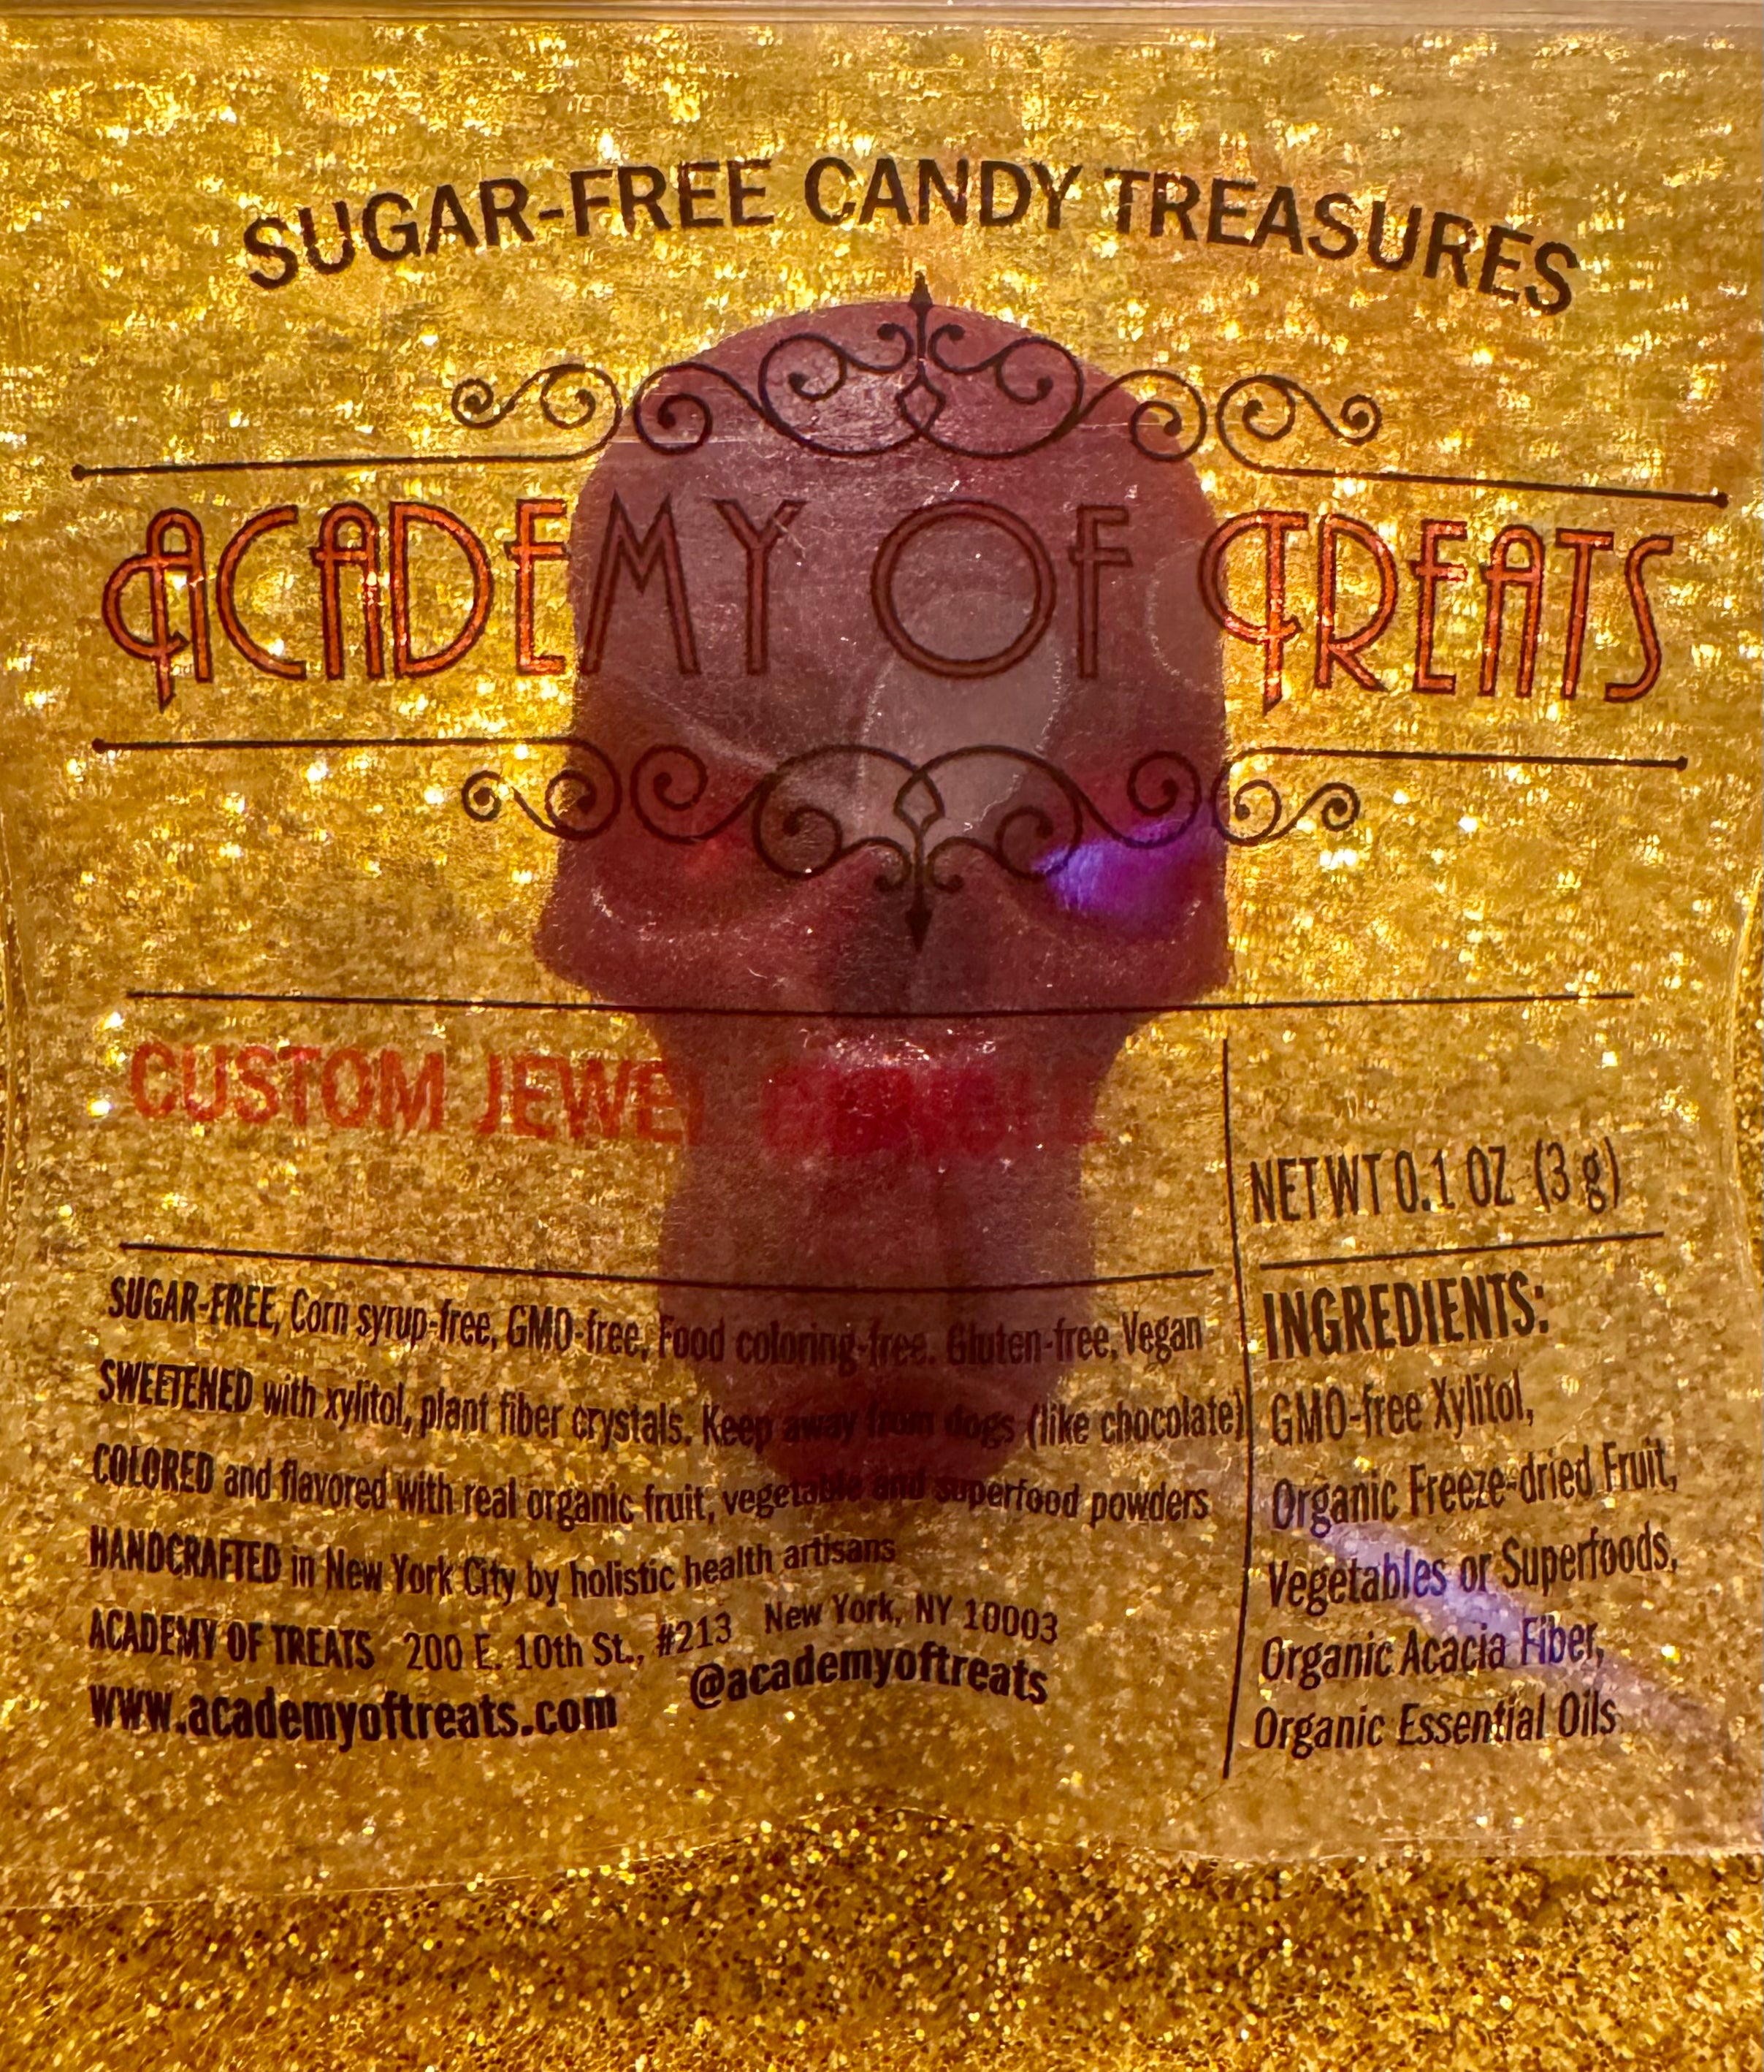 SUGAR-FREE CANDY TREASURES
ACADEMY OF TREATS
CUSTOM JEWEL
NET WT 0.1 OZ (3 g)
SUGAR-FREE, Corn syrup-free, GMO-free, Food coloring-free. Gluten-free, Vegan
SWEETENED with xylitol, plant fiber crystals. Keep away from dogs (like chocolate)
COLORED and flavored with real organic fruit, vegetable and superfood powders
HANDCRAFTED in New York City by holistic health artisans
ACADEMY OF TREATS 200 E. 10th St., #213 New York, NY 10003
www.academyoftreats.com @academyoftreats
INGREDIENTS:
GMO-free Xylitol,
Organic Freeze-dried Fruit,
Vegetables or Superfoods,
Organic Acacia Fiber,
Organic Essential Oils